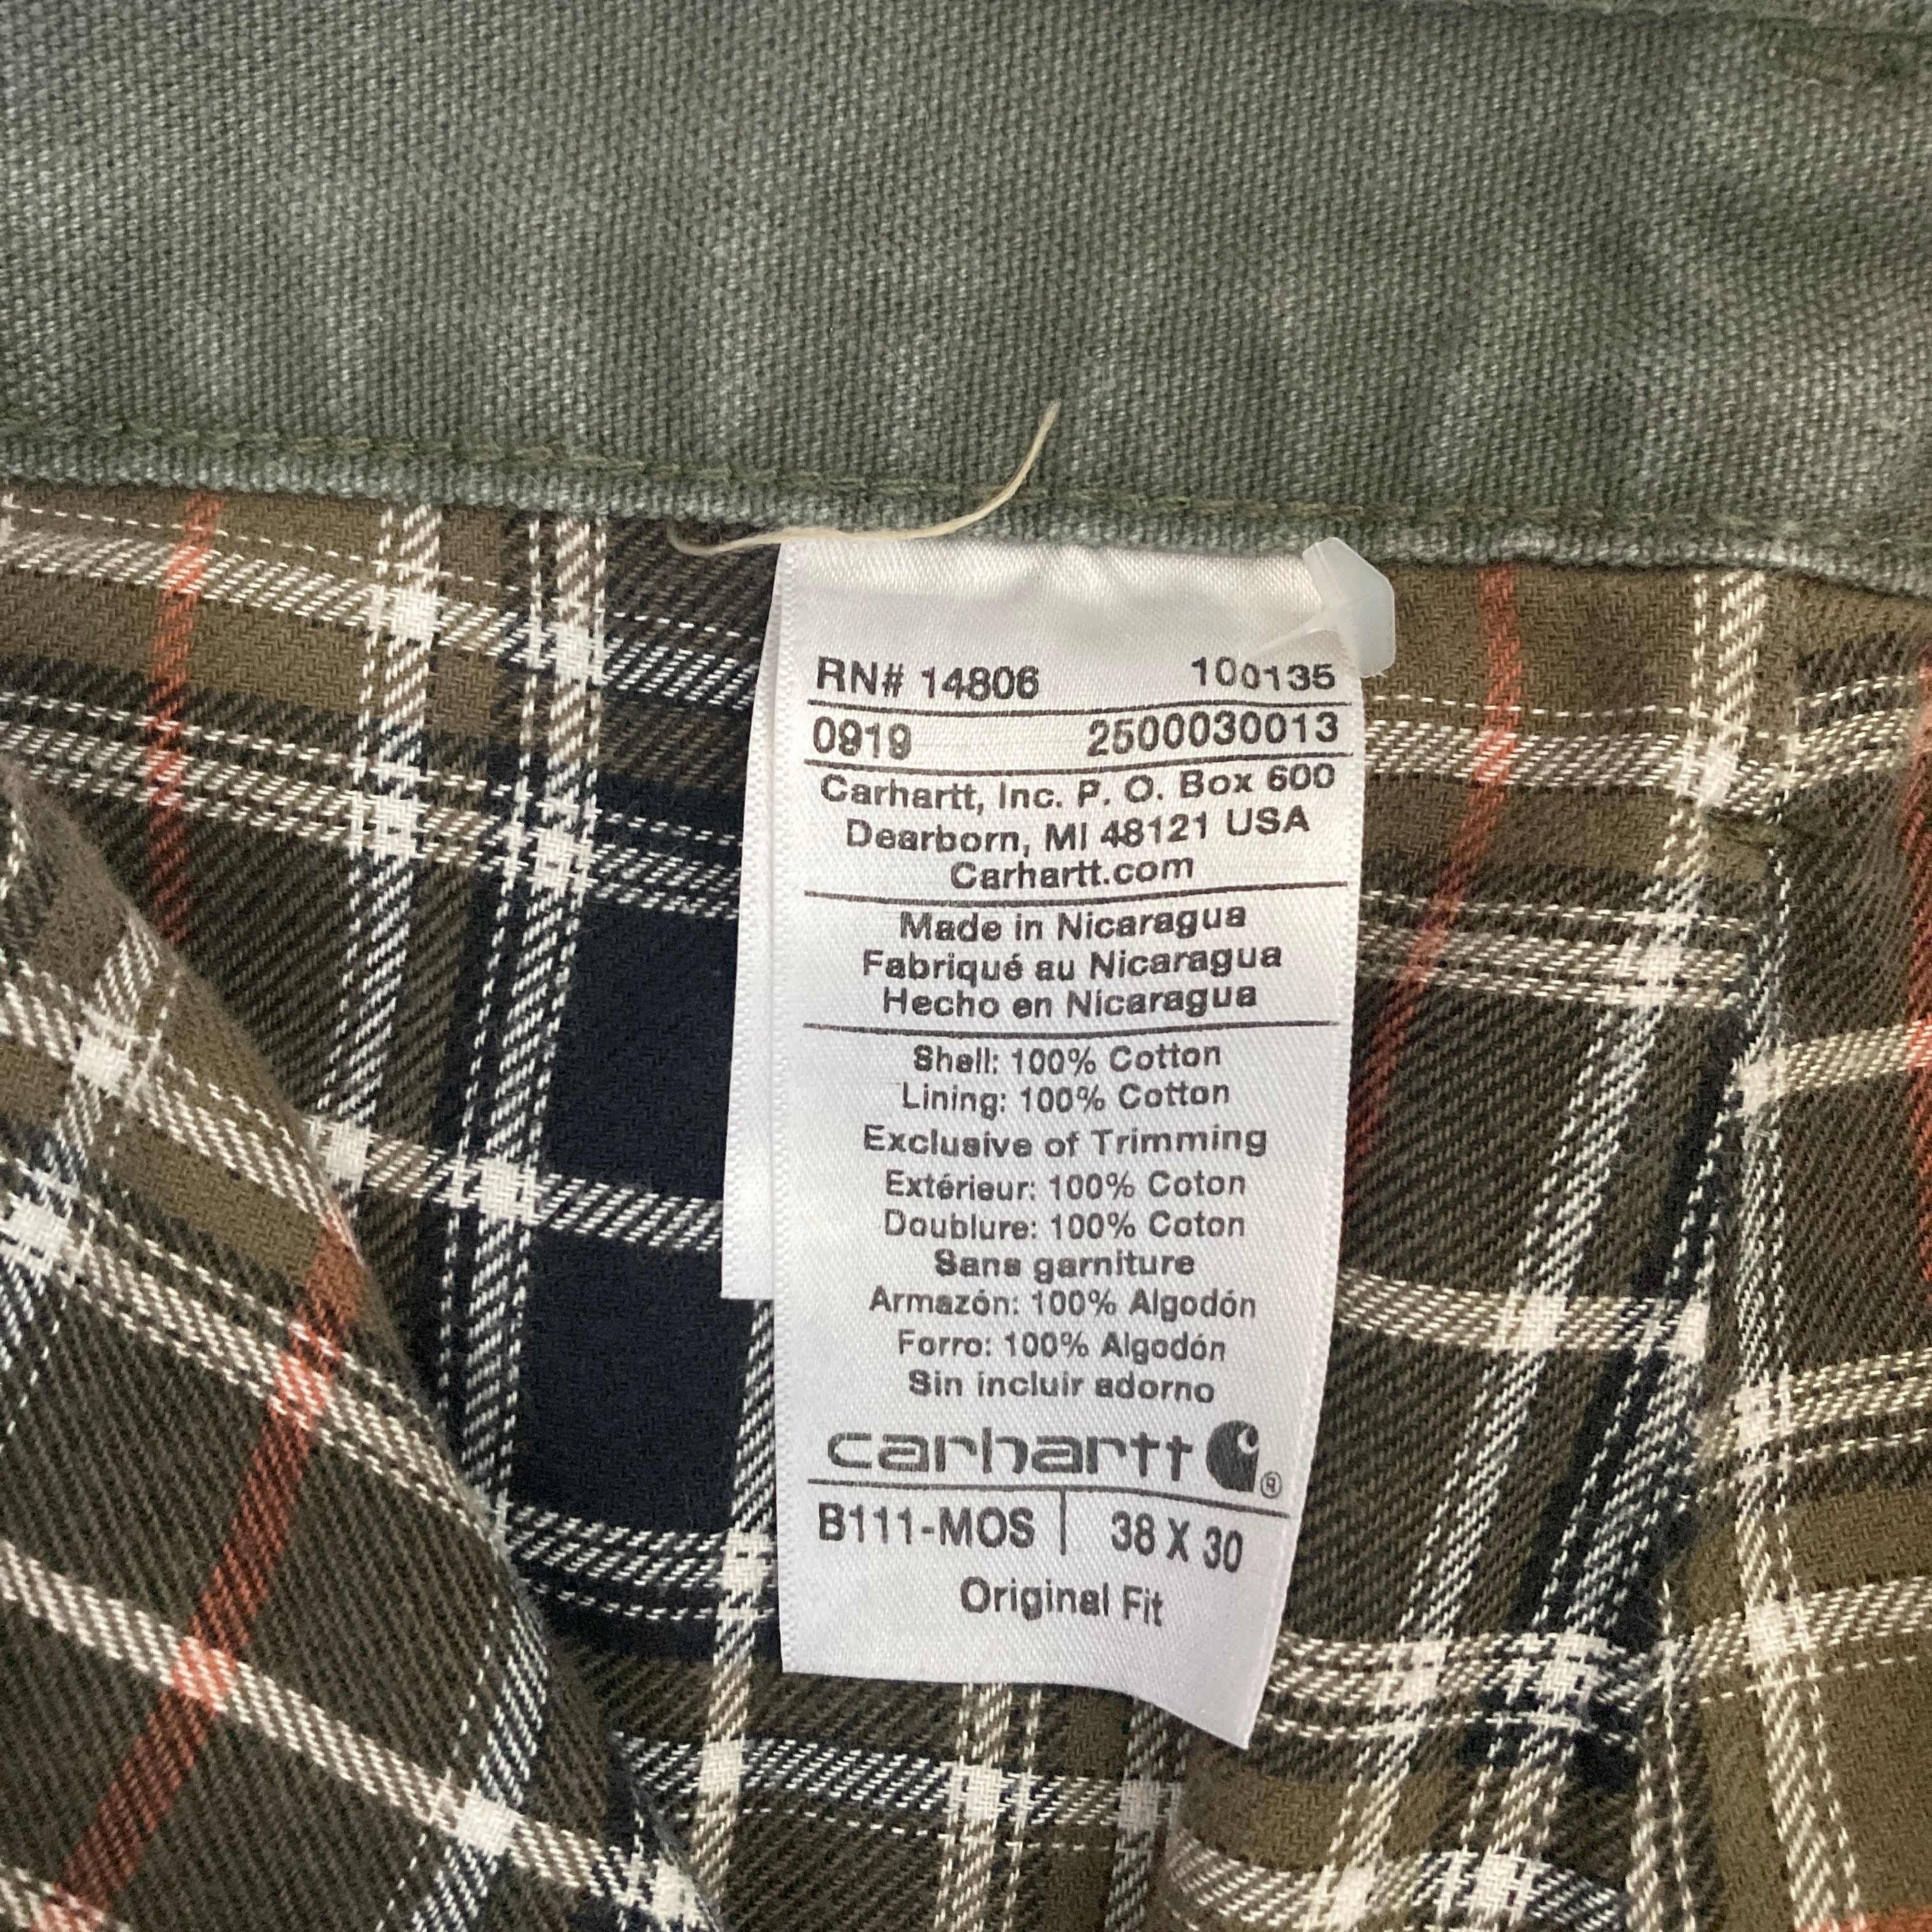 RN# 14806 100135
0919 2500030013
Carhartt, Inc. P. O. Box 600
Dearborn, MI 48121 USA
Carhartt.com
Made in Nicaragua
Fabriqué au Nicaragua
Hecho en Nicaragua
Shell: 100% Cotton
Lining: 100% Cotton
Exclusive of Trimming
Extérieur: 100% Coton
Doublure: 100% Coton
Sans garniture
Armazón: 100% Algodón
Forro: 100% Algodón
Sin incluir adorno
carhartt ®
B111-MOS | 38 X 30
Original Fit